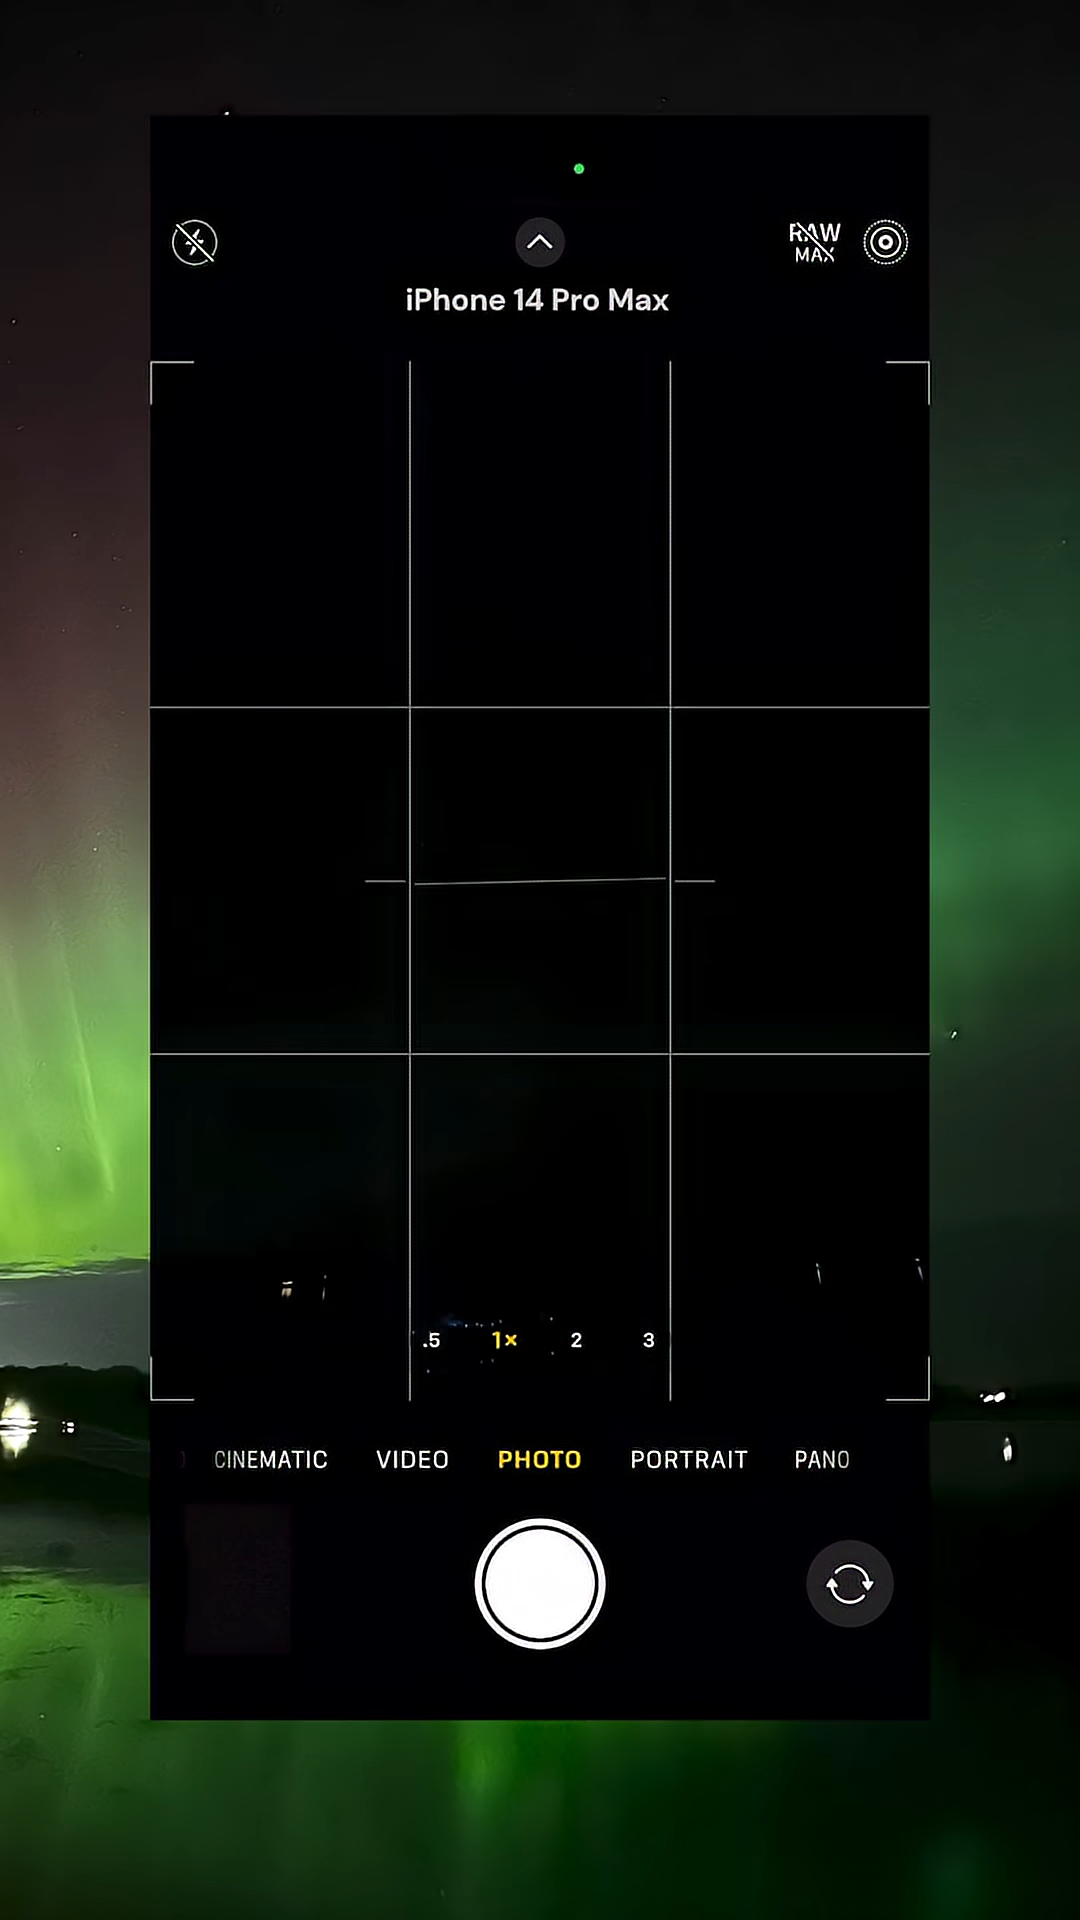 RAW
MAX
iPhone 14 Pro Max
.5 1× 2 3
CINEMATIC VIDEO PHOTO PORTRAIT PANO